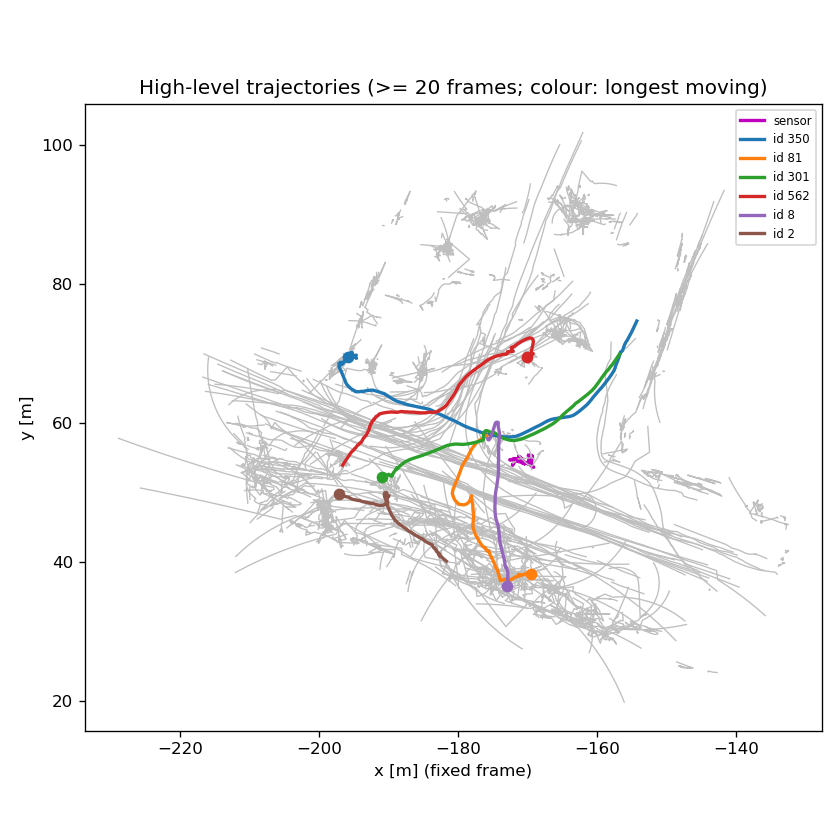 High-level trajectories (>= 20 frames; colour: longest moving)
sensor
id 350
id 81
id 301
id 562
id 8
id 2
100
80
60
40
20
y [m]
−220 −200 −180 −160 −140
x [m] (fixed frame)